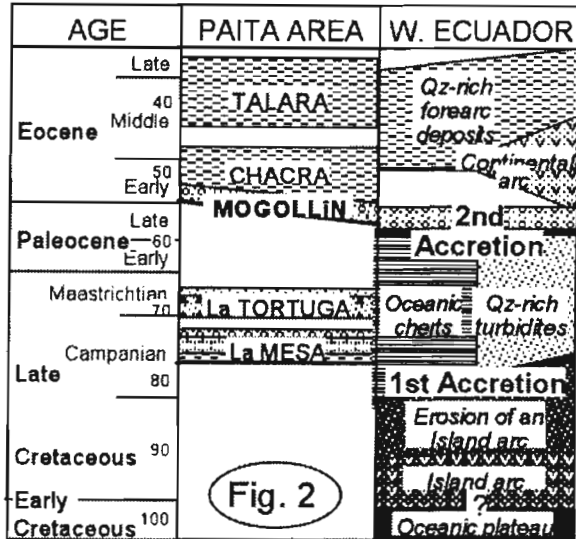 AGE
PAITA AREA
W. ECUADOR
Late
40
Middle
Eocene
50
Early
Late
Paleocene
60
Early
Maastrichtian
70
Campanian
Late
80
Cretaceous
90
Early
Cretaceous
100
TALARA
CHACRA
MOGOLLíN
La TORTUGA
La MESA
Fig. 2
Qz-rich
forearc
deposits
Continental
arc
2nd
Accretion
Oceanic
cherts
Qz-rich
turbidites
1st Accretion
Erosion of an
Island arc
Island arc
?
Oceanic plateau